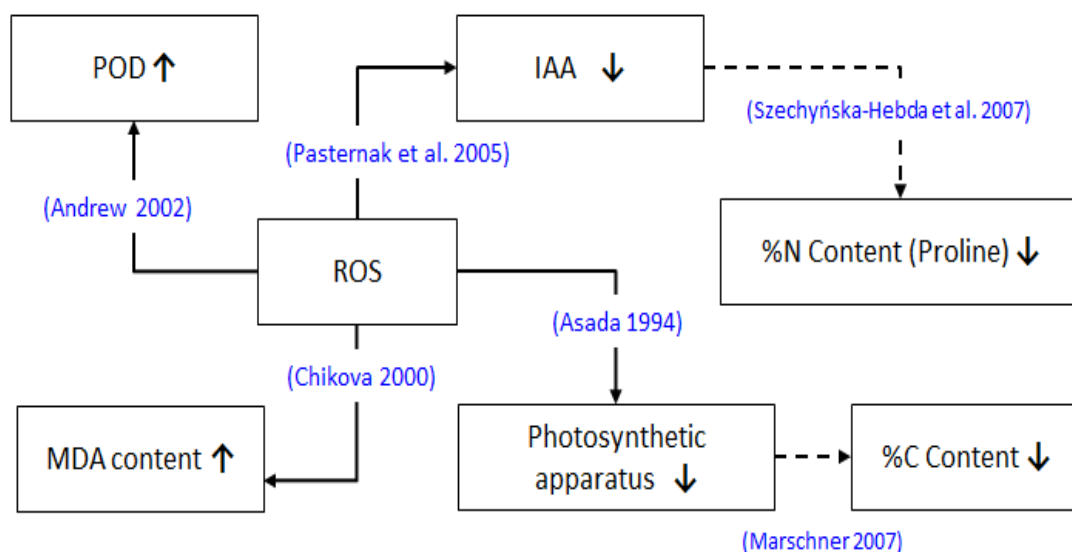 POD ↑
IAA ↓
(Szechyńska-Hebda et al. 2007)
(Pasternak et al. 2005)
(Andrew 2002)
%N Content (Proline) ↓
ROS
(Asada 1994)
(Chikova 2000)
MDA content ↑
Photosynthetic
apparatus ↓
%C Content ↓
(Marschner 2007)